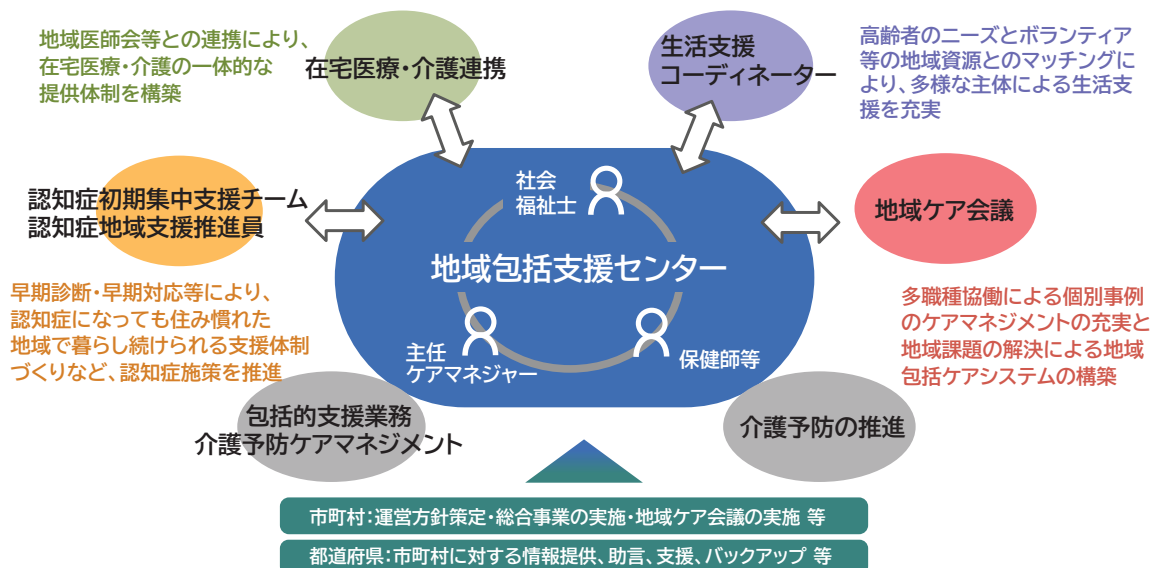 地域医師会等との連携により、
在宅医療・介護の一体的な
提供体制を構築
在宅医療・介護連携
生活支援
コーディネーター
高齢者のニーズとボランティア
等の地域資源とのマッチングに
より、多様な主体による生活支
援を充実
認知症初期集中支援チーム
認知症地域支援推進員
社会
福祉士
地域ケア会議
地域包括支援センター
早期診断・早期対応等により、
認知症になっても住み慣れた
地域で暮らし続けられる支援体制
づくりなど、認知症施策を推進
主任
ケアマネジャー
保健師等
多職種協働による個別事例
のケアマネジメントの充実と
地域課題の解決による地域
包括ケアシステムの構築
包括的支援業務
介護予防ケアマネジメント
介護予防の推進
市町村：運営方針策定・総合事業の実施・地域ケア会議の実施 等
都道府県：市町村に対する情報提供、助言、支援、バックアップ 等